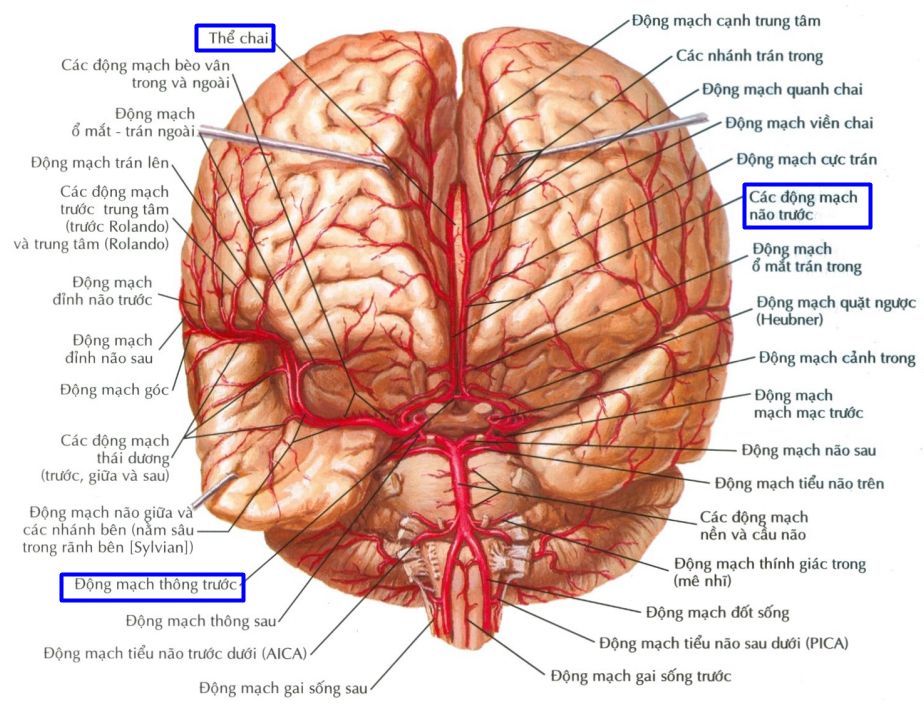 Thể chai
Các động mạch bèo vân
trong và ngoài
Động mạch
ổ mắt - trán ngoài
Động mạch trán lên
Các động mạch
trước trung tâm
(trước Rolando)
và trung tâm (Rolando)
Động mạch
đỉnh não trước
Động mạch
đỉnh não sau
Động mạch góc
Các động mạch
thái dương
(trước, giữa và sau)
Động mạch não giữa và
các nhánh bên (nằm sâu
trong rãnh bên [Sylvian])
Động mạch thông trước
Động mạch thông sau
Động mạch tiểu não trước dưới (AICA)
Động mạch gai sống sau
Động mạch cạnh trung tâm
Các nhánh trán trong
Động mạch quanh chai
Động mạch viền chai
Động mạch cực trán
Các động mạch
não trước
Động mạch
ổ mắt trán trong
Động mạch quặt ngược
(Heubner)
Động mạch cảnh trong
Động mạch
mạch mạc trước
Động mạch não sau
Động mạch tiểu não trên
Các động mạch
nền và cầu não
Động mạch thính giác trong
(mê nhĩ)
Động mạch đốt sống
Động mạch tiểu não sau dưới (PICA)
Động mạch gai sống trước